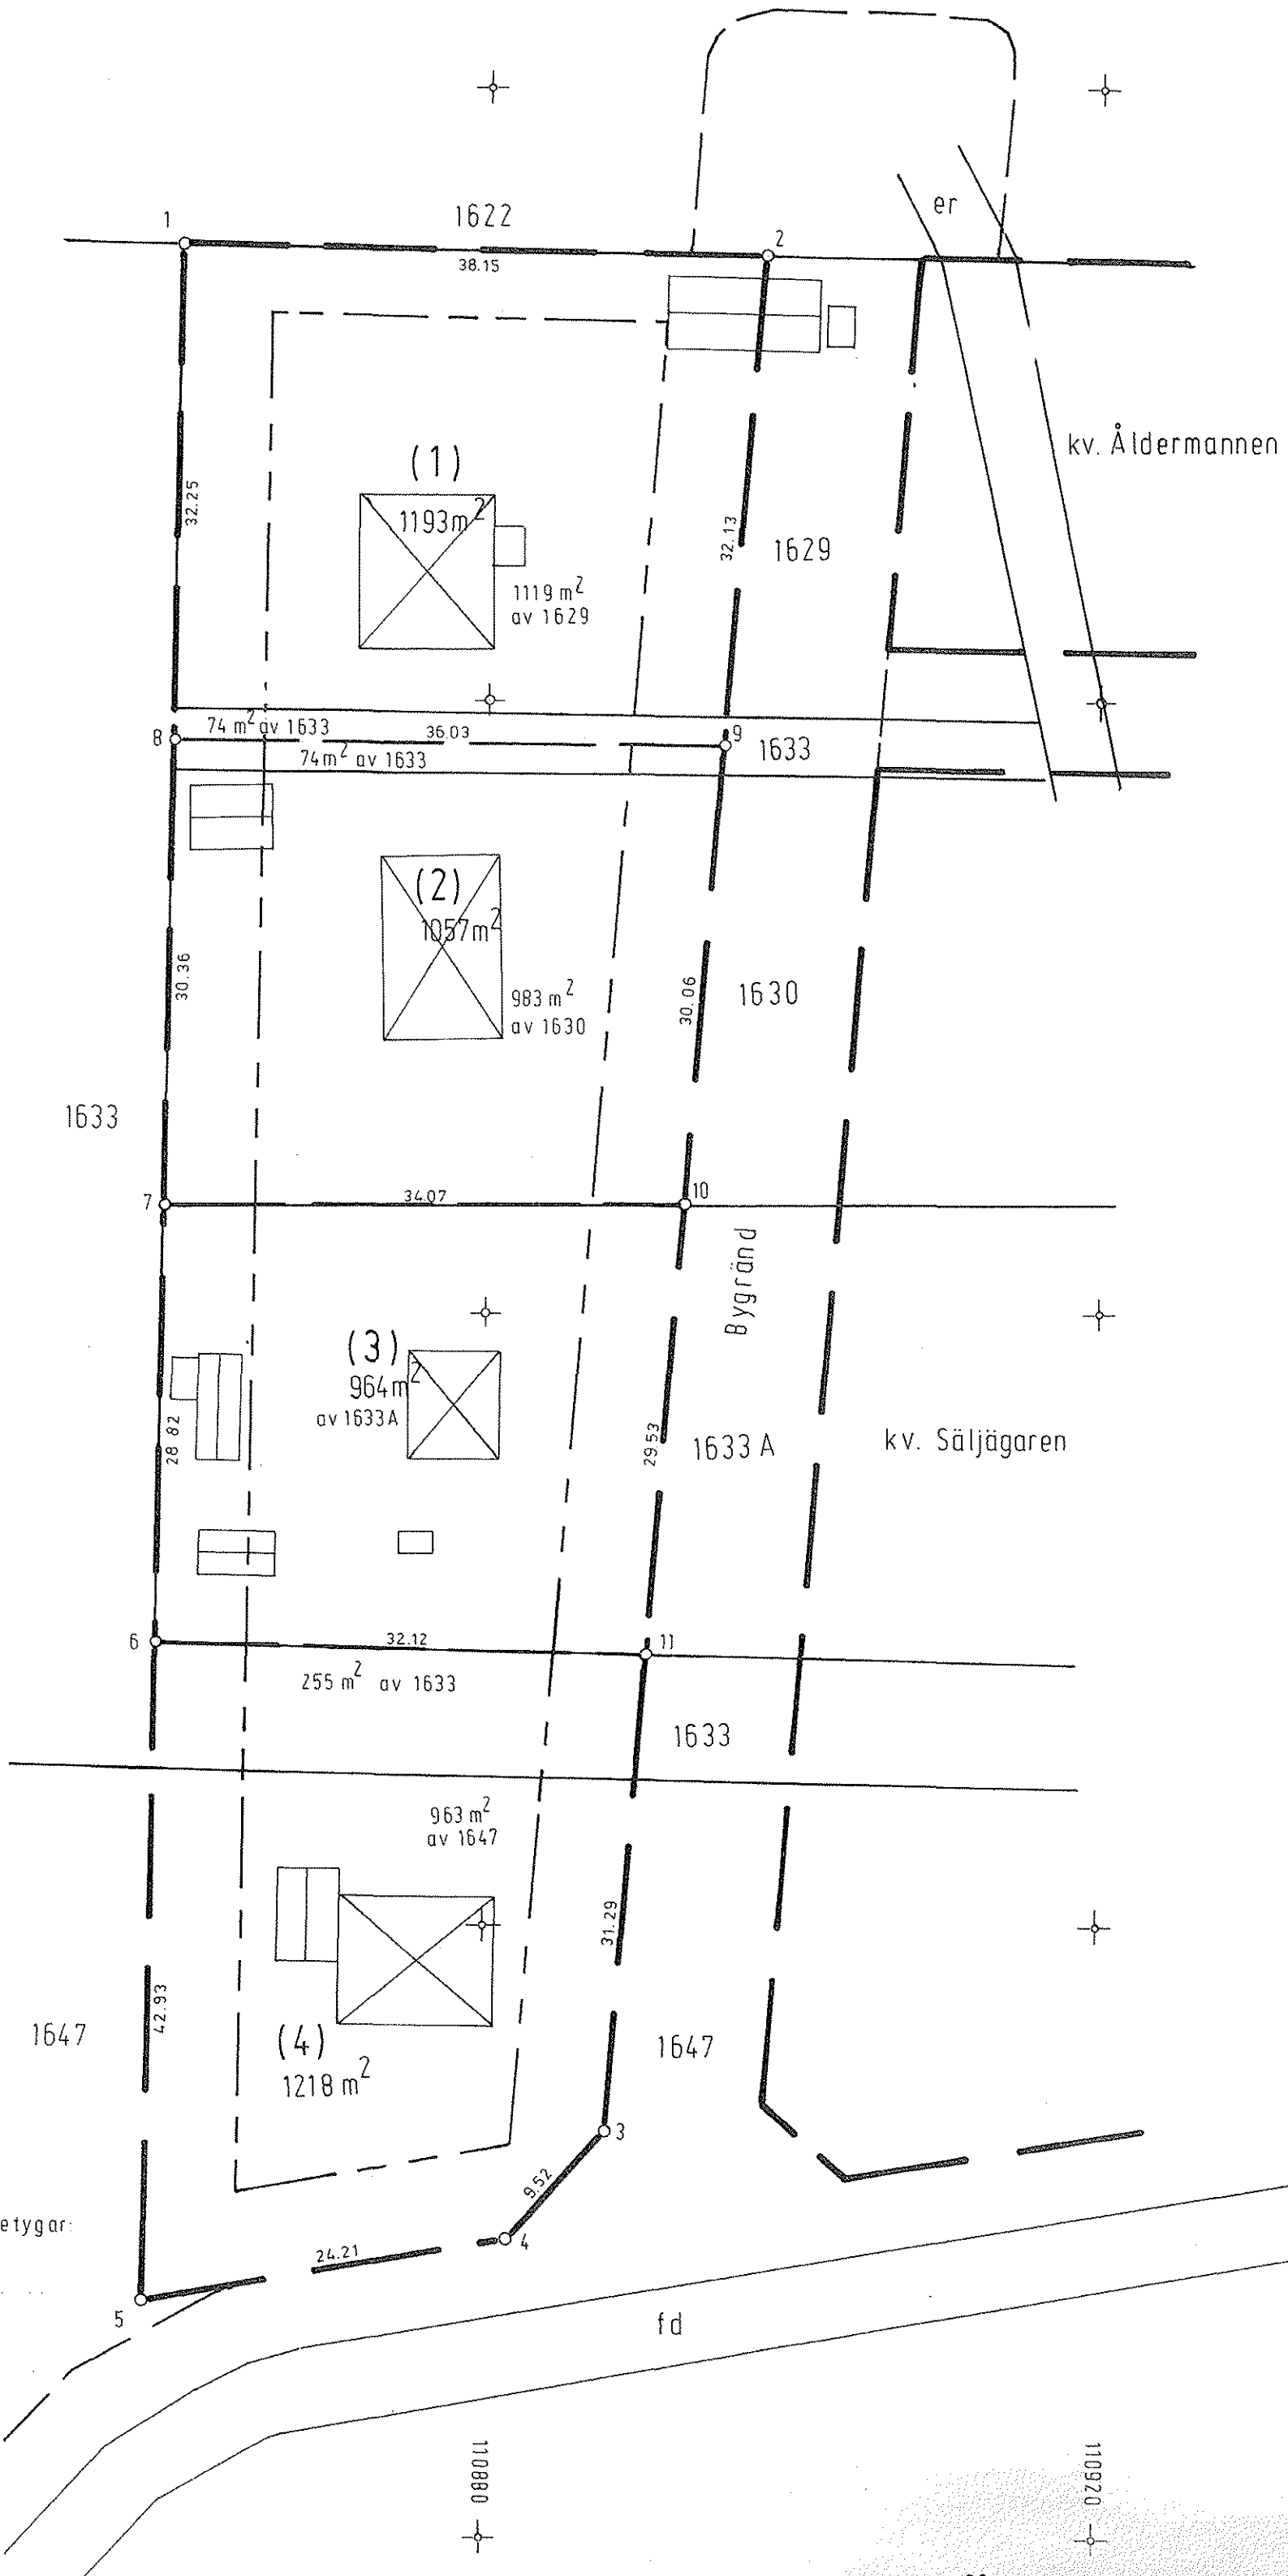 1
1622
2
er
38.15
kv. Åldermannen
(1)
32.25
1193m²
32.13
1629
1119 m²
av 1629
74 m² av 1633
36.03
8
9
1633
74m² av 1633
(2)
1057m²
30.36
983 m²
av 1630
30.06
1630
1633
7
34.07
10
Bygränd
(3)
964m²
av 1633A
28 82
29.53
1633 A
kv. Säljägaren
6
32.12
11
255 m² av 1633
1633
963 m²
av 1647
31.29
42.93
1647
(4)
1218 m²
1647
3
9.52
etygar:
4
24.21
5
fd
110880
110920